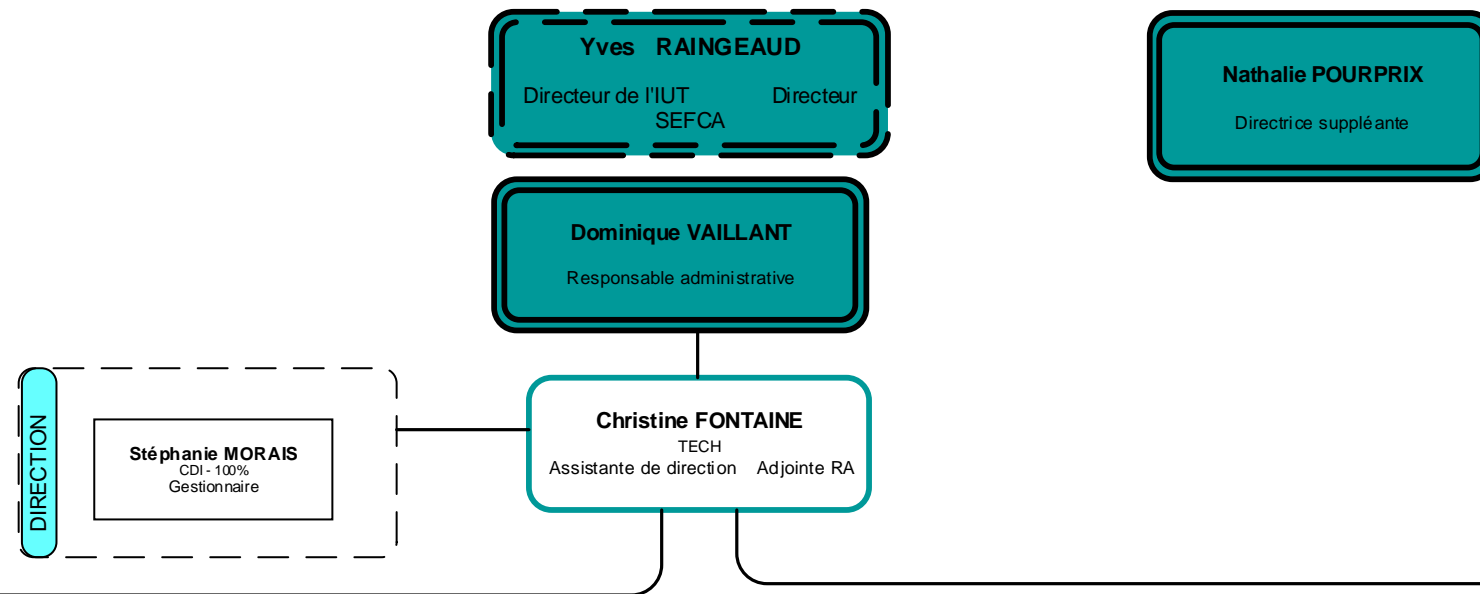 Yves RAINGEAUD
Directeur de l'IUT Directeur
SEFCA
Nathalie POURPRIX
Directrice suppléante
Dominique VAILLANT
Responsable administrative
DIRECTION
Stéphanie MORAIS
CDI - 100%
Gestionnaire
Christine FONTAINE
TECH
Assistante de direction Adjointe RA